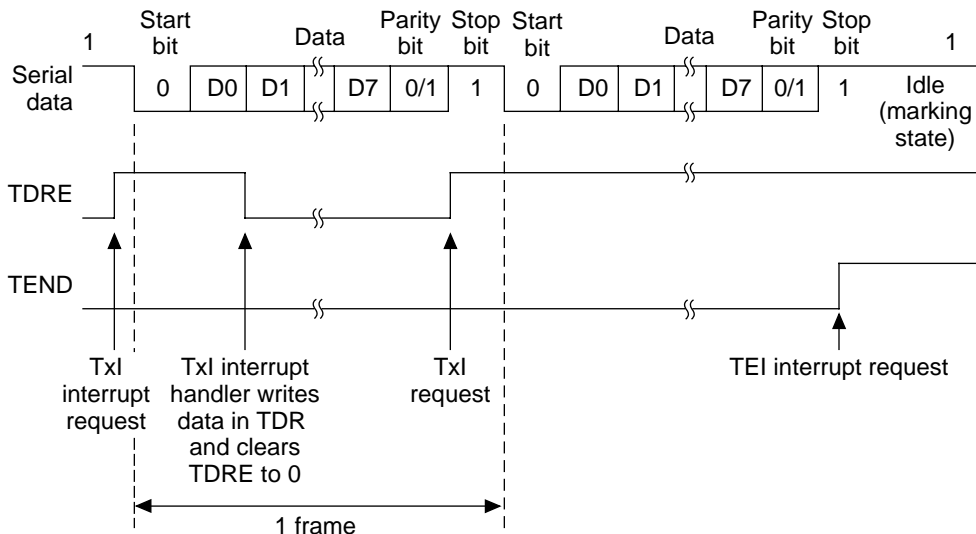 1 Start bit Data Parity bit Stop bit Start bit Data Parity bit Stop bit 1
Serial data 0 D0 D1 D7 0/1 1 0 D0 D1 D7 0/1 1 Idle (marking state)
TDRE
TEND
TxI interrupt request
TxI interrupt handler writes data in TDR and clears TDRE to 0
TxI request
TEI interrupt request
1 frame